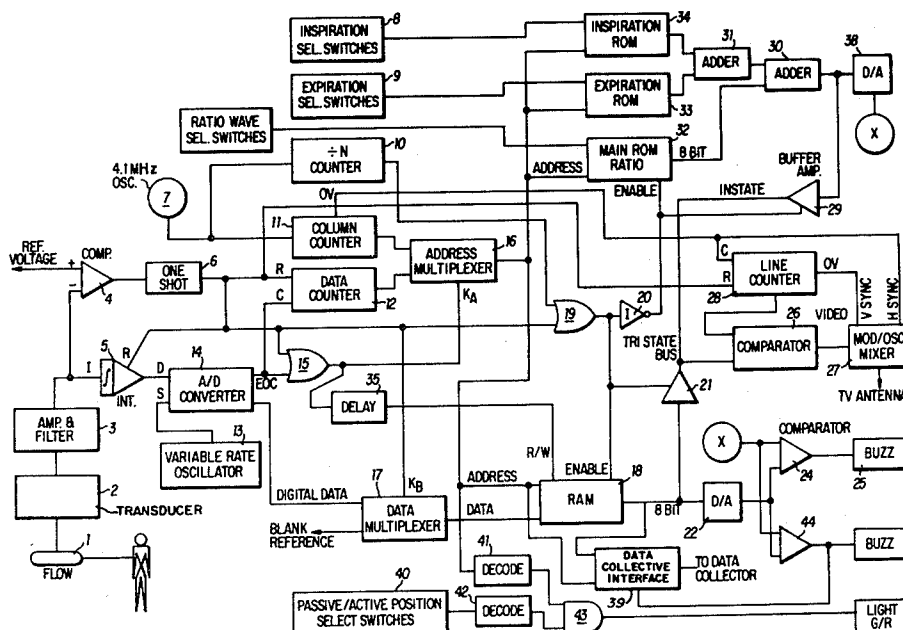 8
INSPIRATION
SEL. SWITCHES
34
INSPIRATION
ROM
31
ADDER
30
ADDER
38
D/A
X
9
EXPIRATION
SEL. SWITCHES
EXPIRATION
ROM
33
RATIO WAVE
SEL. SWITCHES
32
MAIN ROM
RATIO
8 BIT
ADDRESS
ENABLE
10
÷N
COUNTER
4.1MHz
OSC.
7
BUFFER
AMP.
29
INSTATE
OV
11
COLUMN
COUNTER
16
ADDRESS
MULTIPLEXER
REF.
VOLTAGE
+
-
COMP.
4
6
ONE
SHOT
R
C
DATA
COUNTER
12
KA
C
R
LINE
COUNTER
28
OV
V SYNC
H SYNC
19
I
20
TRI STATE
BUS
21
26
COMPARATOR
VIDEO
MOD/OSC
MIXER
27
TV ANTENNA
5
R
I
∫
INT.
D
S
14
A/D
CONVERTER
EOC
15
35
DELAY
AMP. &
FILTER
3
13
VARIABLE RATE
OSCILLATOR
R/W
ENABLE
18
RAM
ADDRESS
X
COMPARATOR
24
BUZZ
25
2
TRANSDUCER
DIGITAL DATA
17
KB
DATA
MULTIPLEXER
DATA
BLANK
REFERENCE
8 BIT
D/A
22
44
BUZZ
1
FLOW
41
DECODE
DATA
COLLECTIVE
INTERFACE
39
TO DATA
COLLECTOR
40
PASSIVE/ACTIVE POSITION
SELECT SWITCHES
42
DECODE
43
LIGHT
G/R